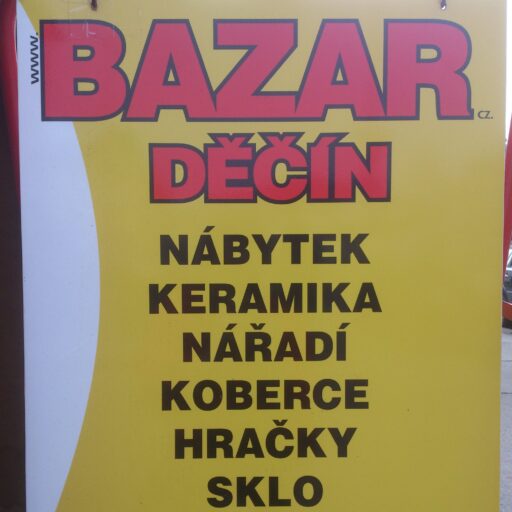 www.BAZAR.cz.
DĚČÍN
NÁBYTEK
KERAMIKA
NÁŘADÍ
KOBERCE
HRAČKY
SKLO